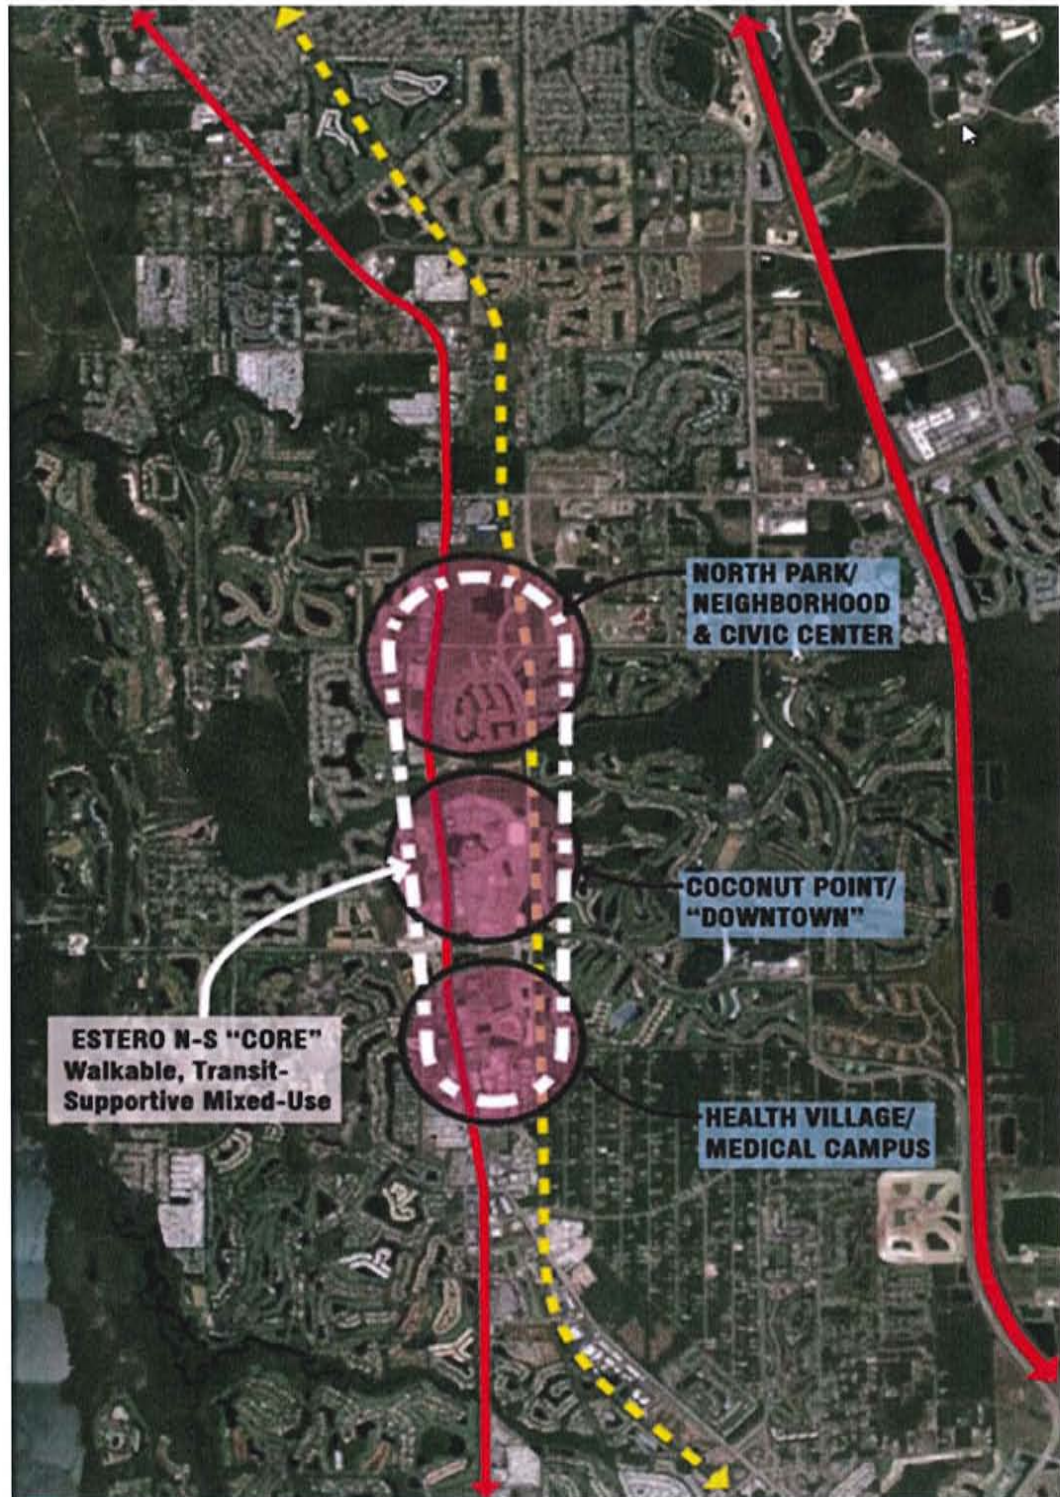 NORTH PARK/
NEIGHBORHOOD
& CIVIC CENTER
COCONUT POINT/
“DOWNTOWN”
ESTERO N-S “CORE”
Walkable, Transit-
Supportive Mixed-Use
HEALTH VILLAGE/
MEDICAL CAMPUS